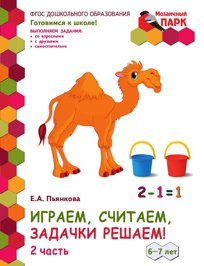 ФГОС ДОШКОЛЬНОГО ОБРАЗОВАНИЯ
Готовимся к школе!
ВЫПОЛНЯЕМ ЗАДАНИЯ:
• со взрослыми
• с друзьями
• самостоятельно
Мозаичный
ПАРК
2-1=1
Е.А. Пьянкова
ИГРАЕМ, СЧИТАЕМ,
ЗАДАЧКИ РЕШАЕМ!
2 часть
6–7 лет